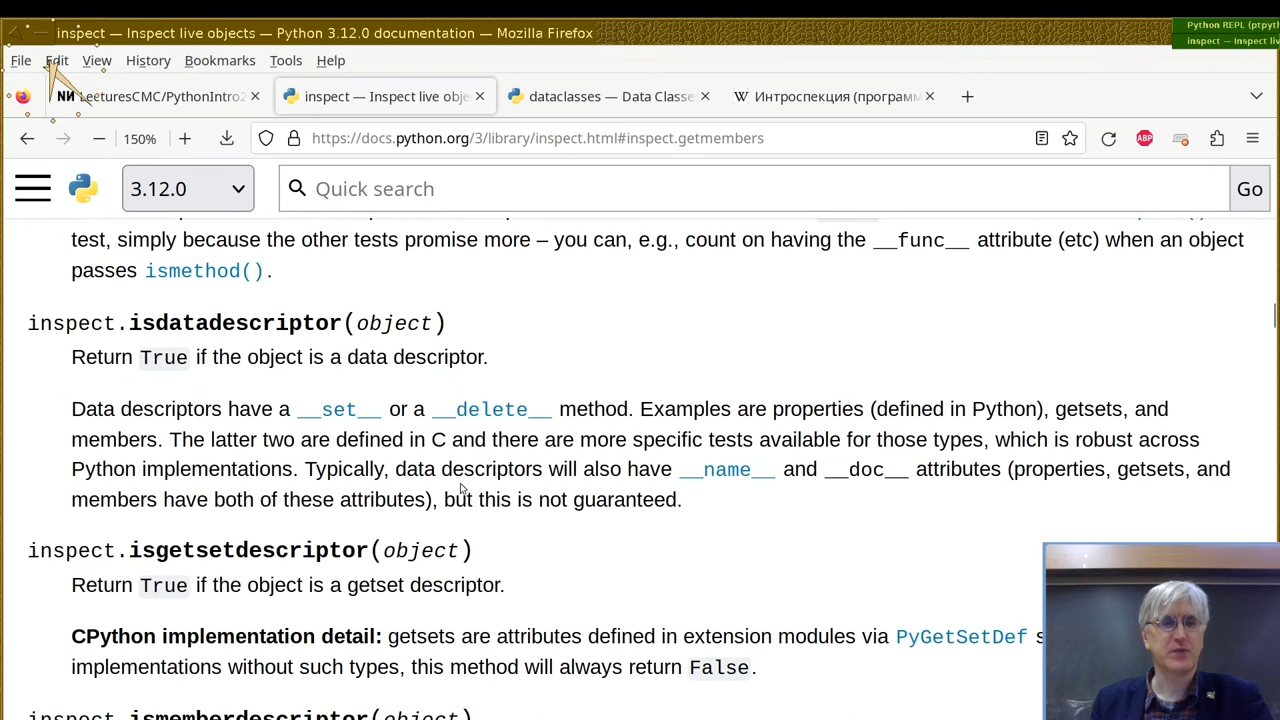 inspect — Inspect live objects — Python 3.12.0 documentation — Mozilla Firefox
Python REPL (ptpyth
inspect — Inspect liv
File Edit View History Bookmarks Tools Help
LecturesCMC/PythonIntro2
inspect — Inspect live obje
dataclasses — Data Classe
Интроспекция (программ
150%
https://docs.python.org/3/library/inspect.html#inspect.getmembers
ABP
3.12.0
Quick search
Go
test, simply because the other tests promise more – you can, e.g., count on having the __func__ attribute (etc) when an object
passes ismethod().
inspect.isdatadescriptor(object)
Return True if the object is a data descriptor.
Data descriptors have a __set__ or a __delete__ method. Examples are properties (defined in Python), getsets, and
members. The latter two are defined in C and there are more specific tests available for those types, which is robust across
Python implementations. Typically, data descriptors will also have __name__ and __doc__ attributes (properties, getsets, and
members have both of these attributes), but this is not guaranteed.
inspect.isgetsetdescriptor(object)
Return True if the object is a getset descriptor.
CPython implementation detail: getsets are attributes defined in extension modules via PyGetSetDef s
implementations without such types, this method will always return False.
inspect.ismemberdescriptor(object)